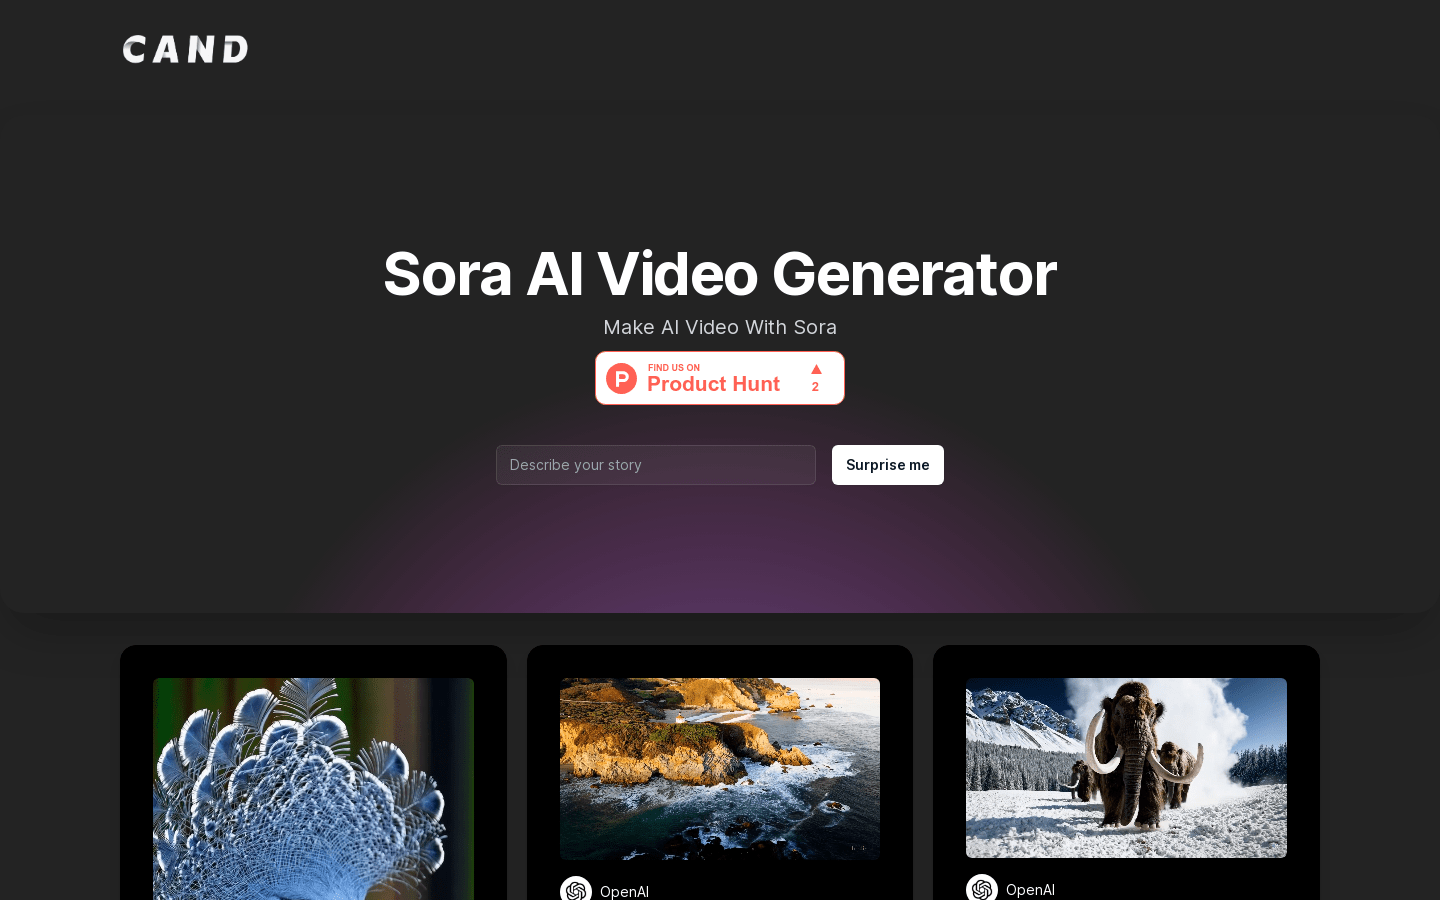 CAND
Sora AI Video Generator
Make AI Video With Sora
FIND US ON
Product Hunt
2
Describe your story
Surprise me
OpenAI
OpenAI